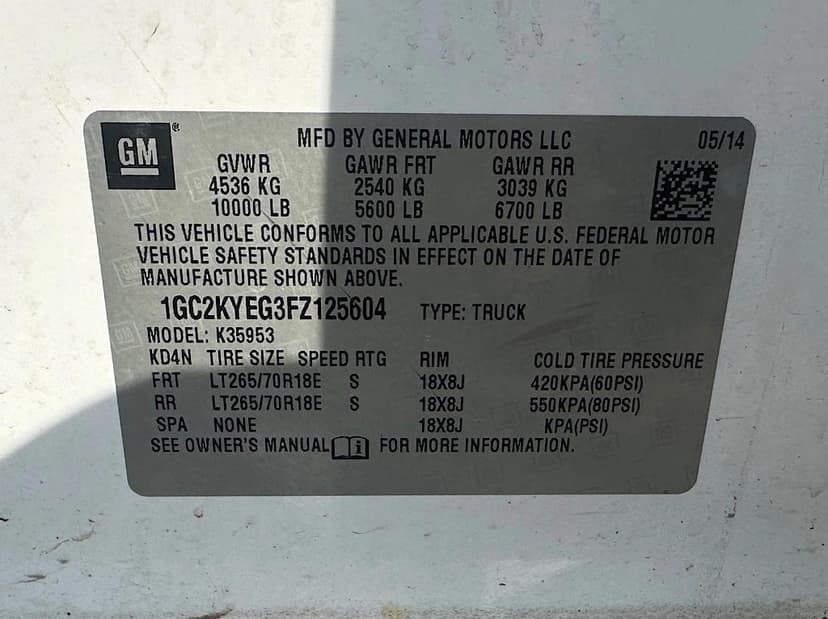 GM®
MFD BY GENERAL MOTORS LLC 05/14
GVWR GAWR FRT GAWR RR
4536 KG 2540 KG 3039 KG
10000 LB 5600 LB 6700 LB
THIS VEHICLE CONFORMS TO ALL APPLICABLE U.S. FEDERAL MOTOR
VEHICLE SAFETY STANDARDS IN EFFECT ON THE DATE OF
MANUFACTURE SHOWN ABOVE.
1GC2KYEG3FZ125604 TYPE: TRUCK
MODEL: K35953
KD4N TIRE SIZE SPEED RTG RIM COLD TIRE PRESSURE
FRT LT265/70R18E S 18X8J 420KPA(60PSI)
RR LT265/70R18E S 18X8J 550KPA(80PSI)
SPA NONE 18X8J KPA(PSI)
SEE OWNER'S MANUAL i FOR MORE INFORMATION.